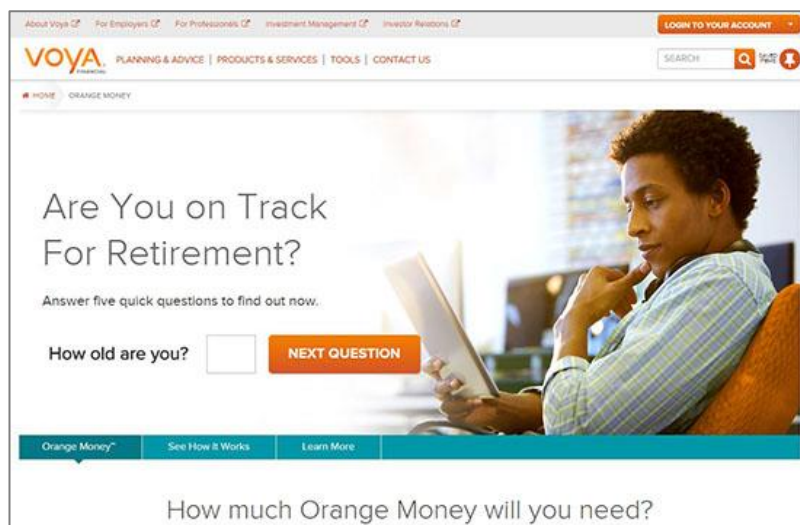 About Voya For Employers For Professionals Investment Management Investor Relations LOGIN TO YOUR ACCOUNT
VOYA FINANCIAL PLANNING & ADVICE | PRODUCTS & SERVICES | TOOLS | CONTACT US SEARCH
HOME ORANGE MONEY
Are You on Track
For Retirement?
Answer five quick questions to find out now.
How old are you? NEXT QUESTION
Orange Money™ See How It Works Learn More
How much Orange Money will you need?